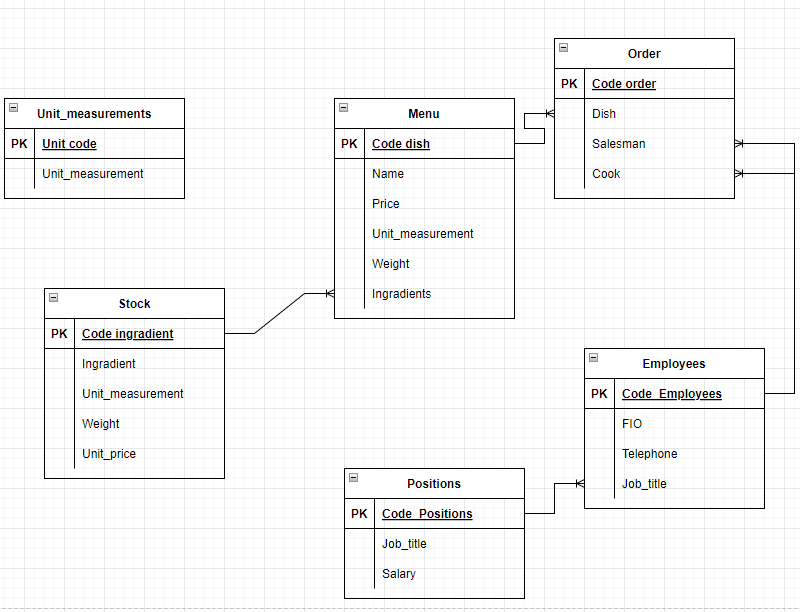 Order
PK Code order
Dish
Salesman
Cook
Unit_measurements
PK Unit code
Unit_measurement
Menu
PK Code dish
Name
Price
Unit_measurement
Weight
Ingradients
Stock
PK Code ingradient
Ingradient
Unit_measurement
Weight
Unit_price
Employees
PK Code_Employees
FIO
Telephone
Job_title
Positions
PK Code_Positions
Job_title
Salary